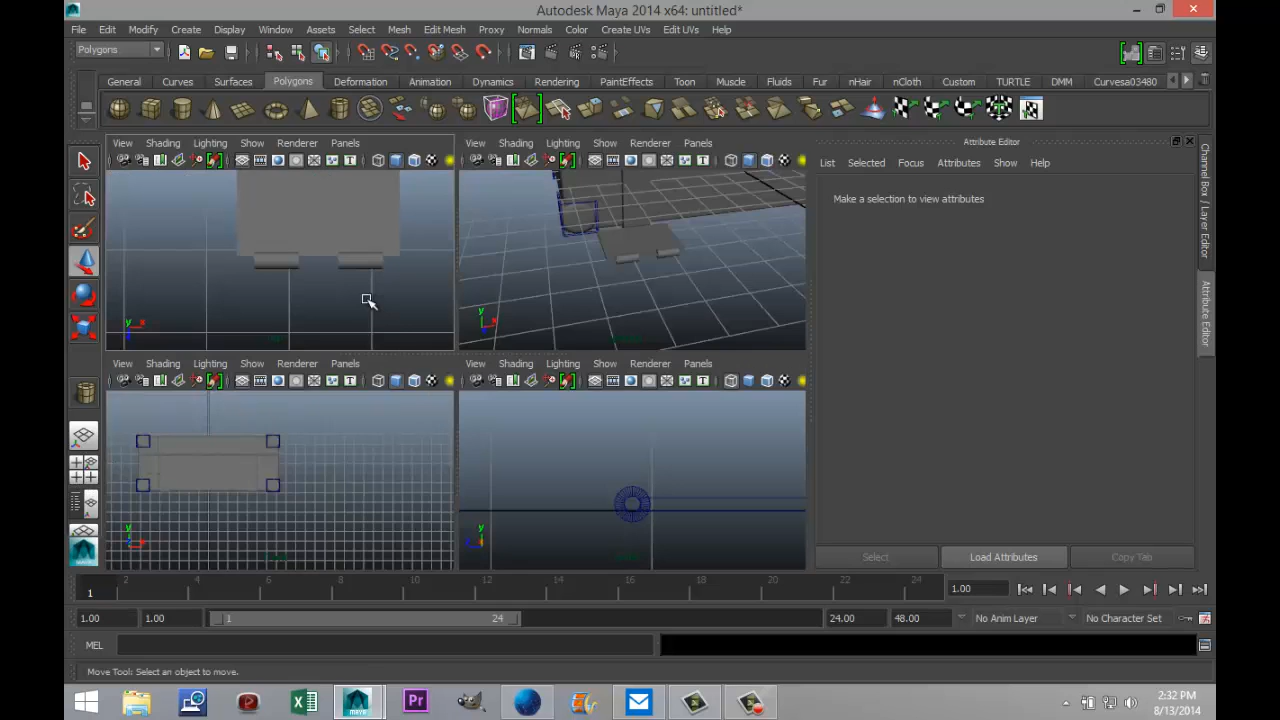 Autodesk Maya 2014 x64: untitled*
File Edit Modify Create Display Window Assets Select Mesh Edit Mesh Proxy Normals Color Create UVs Edit UVs Help
Polygons
General Curves Surfaces Polygons Deformation Animation Dynamics Rendering PaintEffects Toon Muscle Fluids Fur nHair nCloth Custom TURTLE DMM Curvesa03480
View Shading Lighting Show Renderer Panels
View Shading Lighting Show Renderer Panels
Attribute Editor
List Selected Focus Attributes Show Help
Make a selection to view attributes
Channel Box / Layer Editor
Attribute Editor
y x
y x
View Shading Lighting Show Renderer Panels
View Shading Lighting Show Renderer Panels
y
y
Select Load Attributes Copy Tab
2 4 6 8 10 12 14 16 18 20 22 24
1
1.00
1.00 1.00 1 24 24.00 48.00 No Anim Layer No Character Set
MEL
Move Tool: Select an object to move.
2:32 PM
8/13/2014